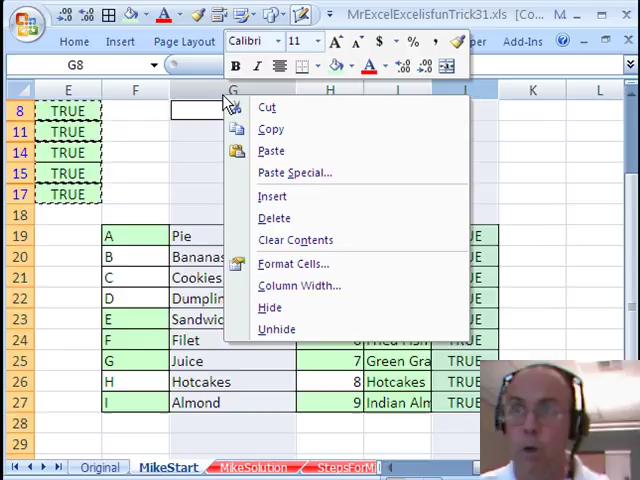 MrExcelExcelisfunTrick31.xls [Co
Home Insert Page Layout Add-Ins
Calibri 11 A A $ % ,
B I A
G8
E F G H I K L
8 TRUE
11 TRUE
14 TRUE
15 TRUE
17 TRUE
18
19 A Pie UE
20 B Bananas UE
21 C Cookies UE
22 D Dumplin UE
23 E Sandwic UE
24 F Filet 6 Fried Fish TRUE
25 G Juice 7 Green Gra TRUE
26 H Hotcakes 8 Hotcakes TRUE
27 I Almond 9 Indian Alm TRUE
28
29
Cut
Copy
Paste
Paste Special...
Insert
Delete
Clear Contents
Format Cells...
Column Width...
Hide
Unhide
Original MikeStart MikeSolution StepsForMi